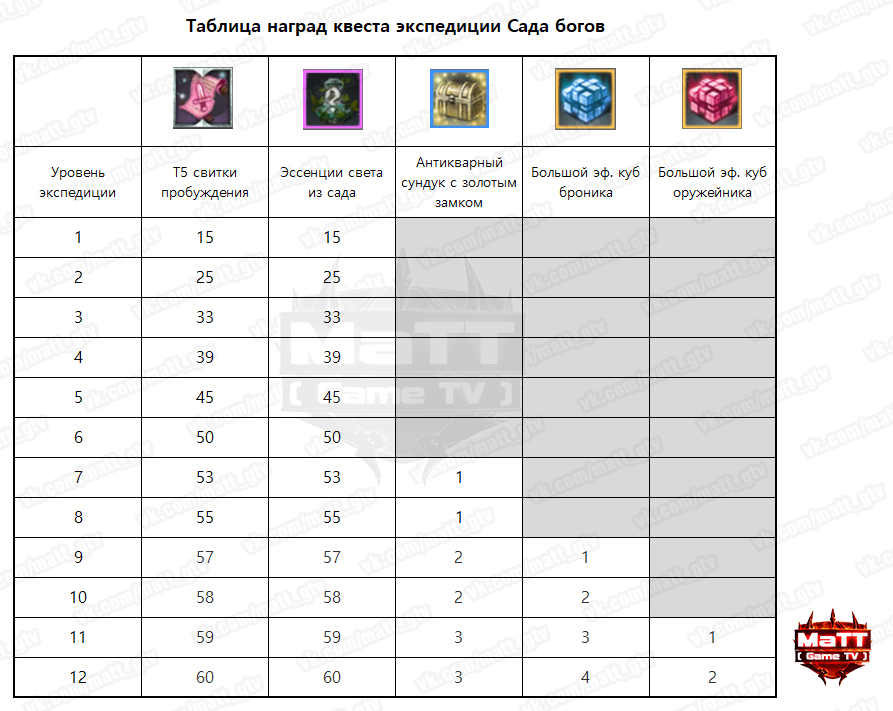 Таблица наград квеста экспедиции Сада богов
Уровень экспедиции | Т5 свитки пробуждения | Эссенции света из сада | Антикварный сундук с золотым замком | Большой эф. куб броника | Большой эф. куб оружейника
1 | 15 | 15
2 | 25 | 25
3 | 33 | 33
4 | 39 | 39
5 | 45 | 45
6 | 50 | 50
7 | 53 | 53 | 1
8 | 55 | 55 | 1
9 | 57 | 57 | 2 | 1
10 | 58 | 58 | 2 | 2
11 | 59 | 59 | 3 | 3 | 1
12 | 60 | 60 | 3 | 4 | 2
MaTT
[ Game TV ]
MaTT
[ Game TV ]
vk.com/matt_gtv